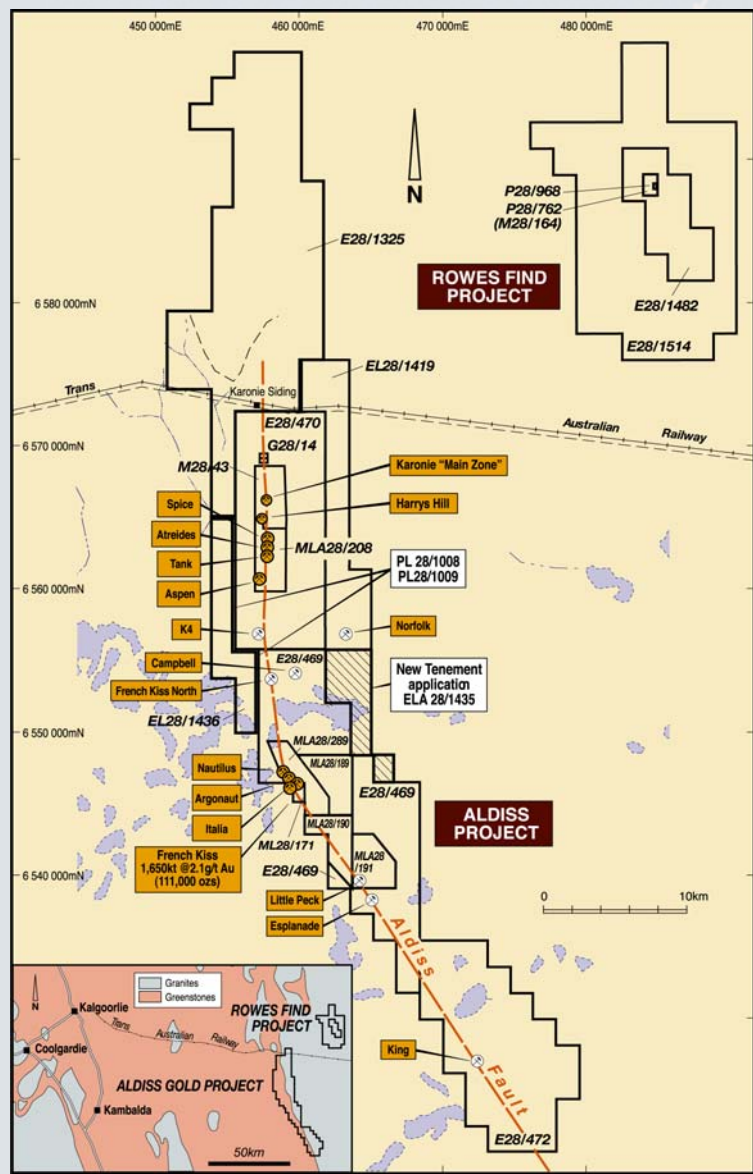 450 000mE
460 000mE
470 000mE
480 000mE
N
P28/968
P28/762
(M28/164)
E28/1325
ROWES FIND
PROJECT
6 580 000mN
E28/1482
E28/1514
EL28/1419
Karonie Siding
Trans
Australian
Railway
E28/470
6 570 000mN
G28/14
M28/43
Karonie “Main Zone”
Spice
Harrys Hill
Atreides
MLA28/208
Tank
PL 28/1008
PL28/1009
6 560 000mN
Aspen
K4
Norfolk
Campbell
E28/469
New Tenement
application
ELA 28/1435
French Kiss North
EL28/1436
6 550 000mN
MLA28/289
MLA28/189
Nautilus
E28/469
Argonaut
ALDISS
PROJECT
Italia
MLA28/190
ML28/171
French Kiss
1,650kt @2.1g/t Au
(111,000 ozs)
MLA28
/191
E28/469
6 540 000mN
Little Peck
0
10km
Esplanade
Aldiss
Fault
King
E28/472
N
Granites
Greenstones
Kalgoorlie
ROWES FIND
PROJECT
Trans
Australian
Railway
Coolgardie
ALDISS GOLD PROJECT
Kambalda
50km